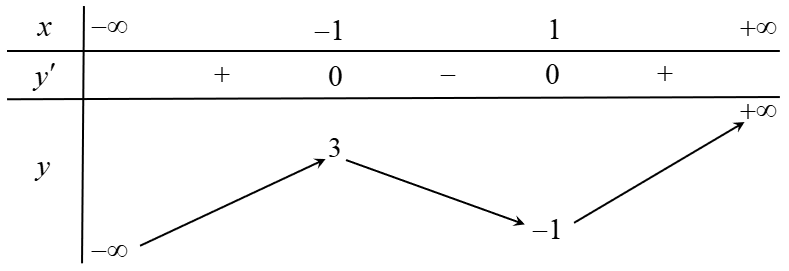 x −∞ −1 1 +∞
y′ + 0 − 0 +
+∞
3
y
−1
−∞